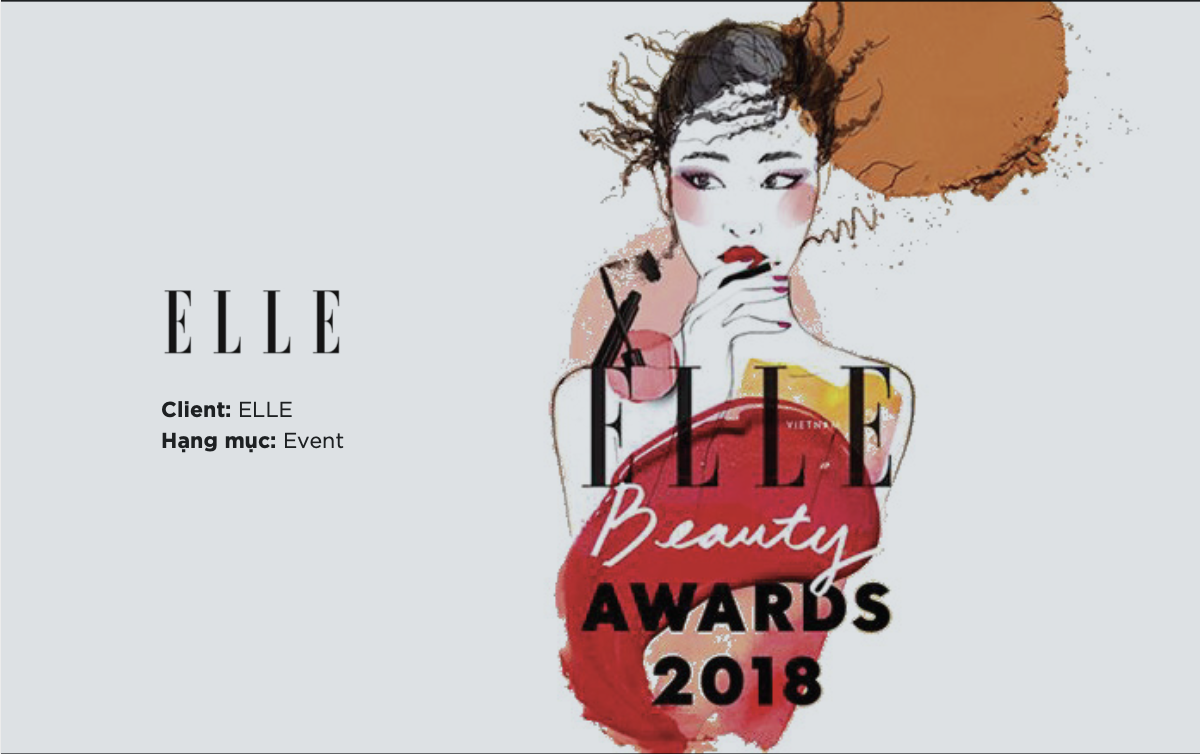 ELLE
Client: ELLE
Hạng mục: Event
ELLE
VIETNAM
Beauty
AWARDS
2018